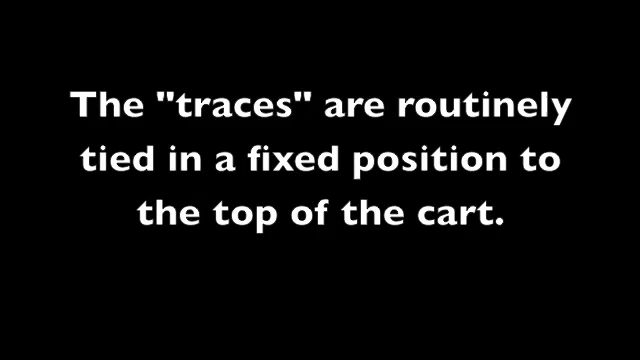 The "traces" are routinely
tied in a fixed position to
the top of the cart.